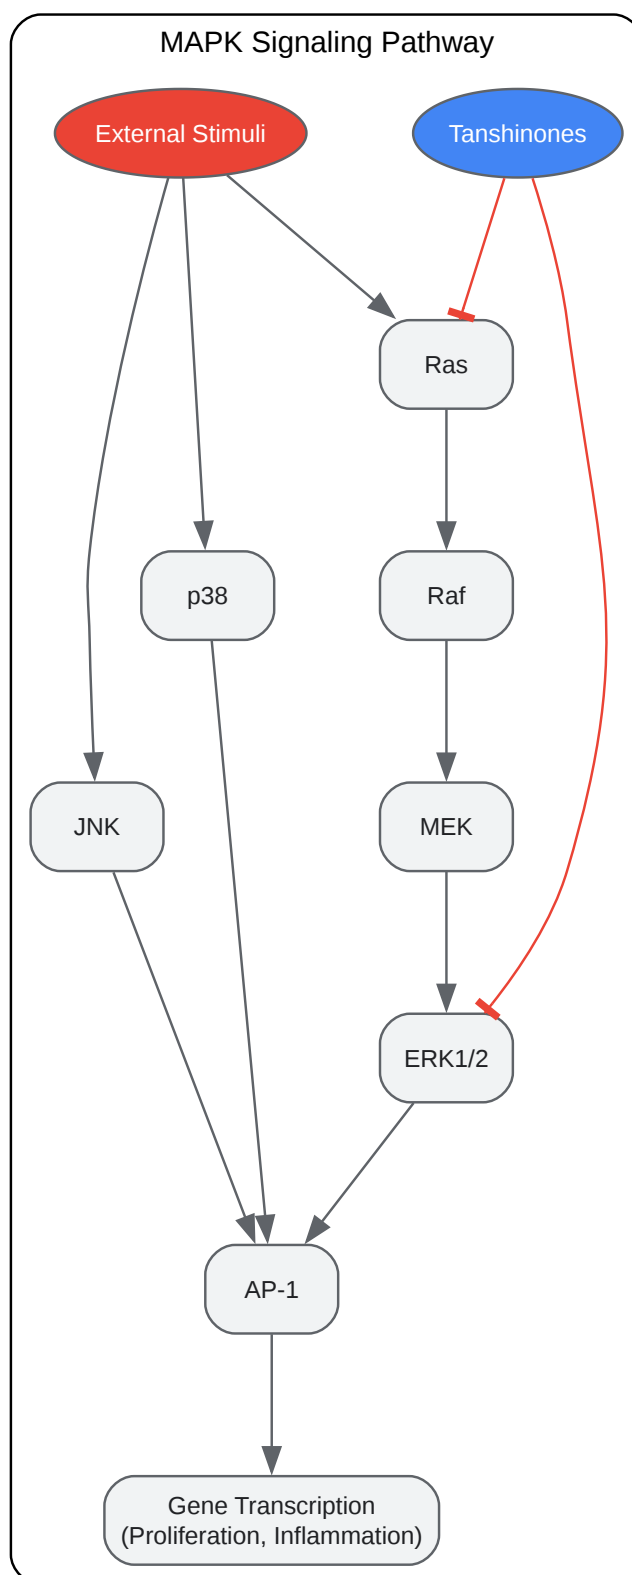 MAPK Signaling Pathway
External Stimuli
Tanshinones
Ras
p38
Raf
JNK
MEK
ERK1/2
AP-1
Gene Transcription
(Proliferation, Inflammation)